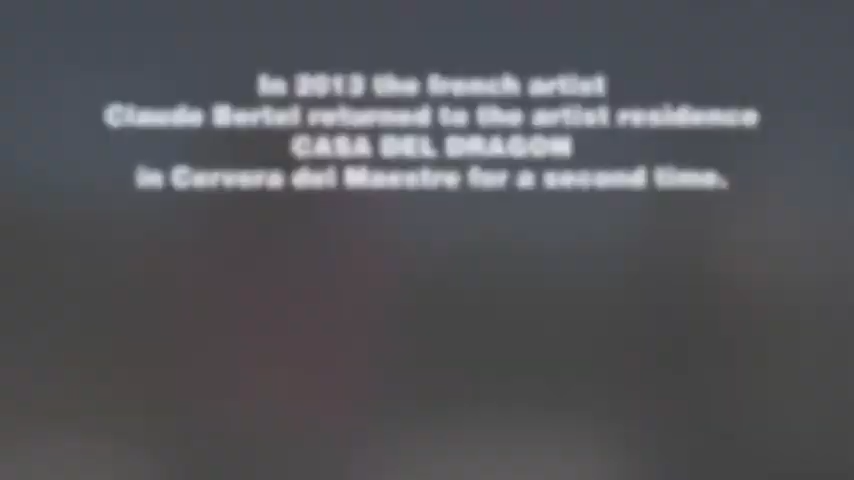 In 2013 the french artist
Claude Bertel returned to the artist residence
CASA DEL DRAGON
in Cervera del Maestre for a second time.